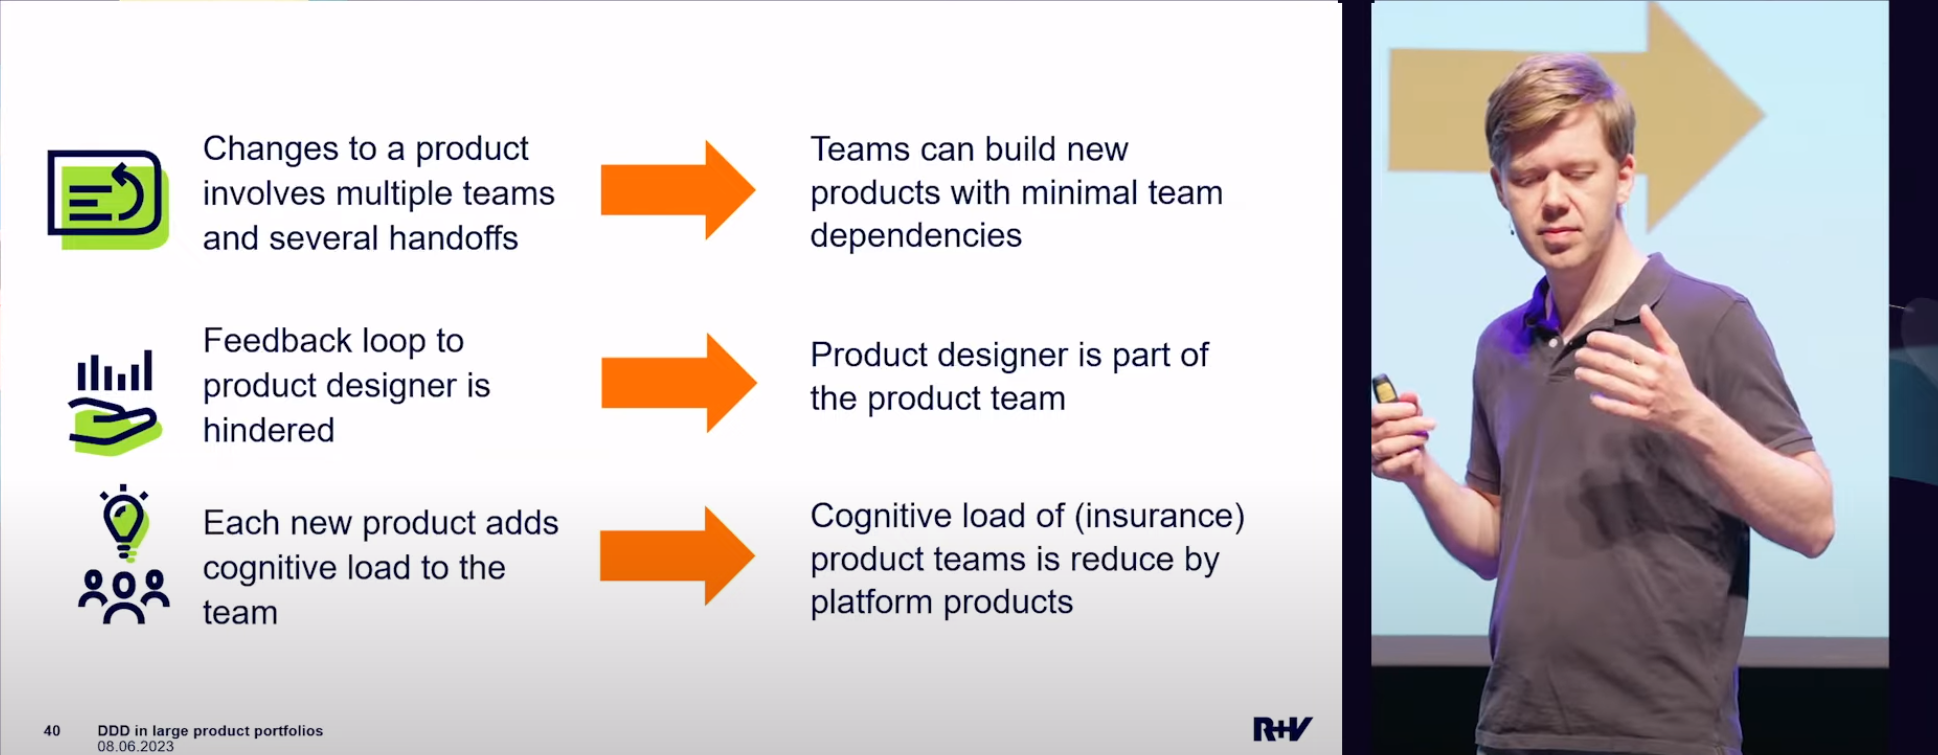 Changes to a product
involves multiple teams
and several handoffs
Teams can build new
products with minimal team
dependencies
Feedback loop to
product designer is
hindered
Product designer is part of
the product team
Each new product adds
cognitive load to the
team
Cognitive load of (insurance)
product teams is reduce by
platform products
40
DDD in large product portfolios
08.06.2023
R+V